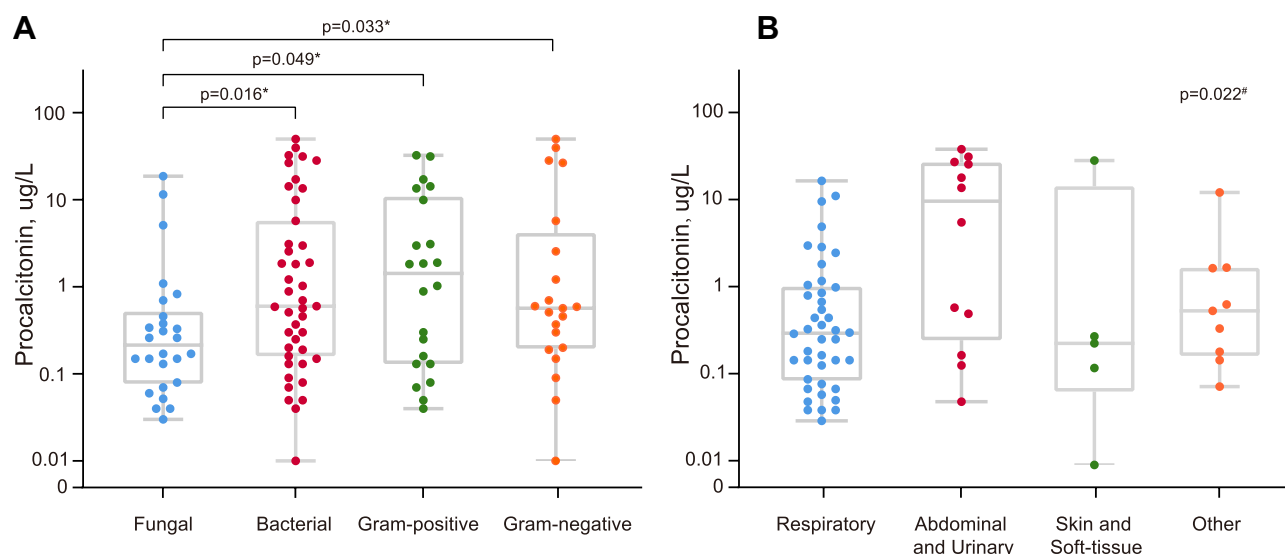 A
p=0.033*
p=0.049*
p=0.016*
Procalcitonin, ug/L
100
10
1
0.1
0.01
0
Fungal
Bacterial
Gram-positive
Gram-negative
B
p=0.022#
Procalcitonin, ug/L
100
10
1
0.1
0.01
0
Respiratory
Abdominal
and Urinary
Skin and
Soft-tissue
Other